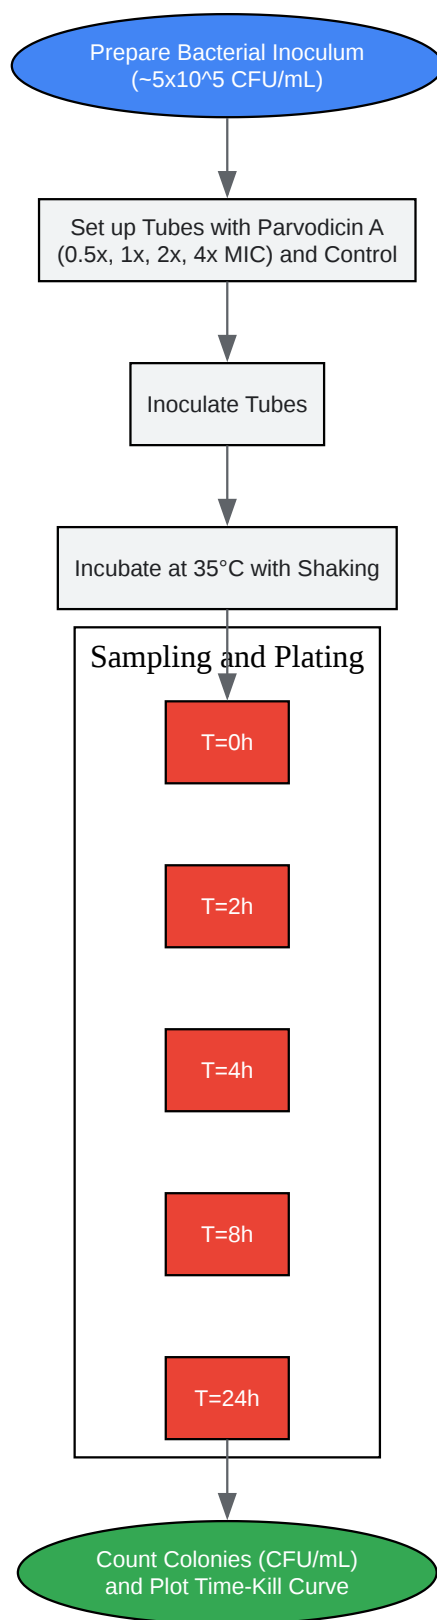 Prepare Bacterial Inoculum
(~5x10^5 CFU/mL)
Set up Tubes with Parvodicin A
(0.5x, 1x, 2x, 4x MIC) and Control
Inoculate Tubes
Incubate at 35°C with Shaking
Sampling and Plating
T=0h
T=2h
T=4h
T=8h
T=24h
Count Colonies (CFU/mL)
and Plot Time-Kill Curve